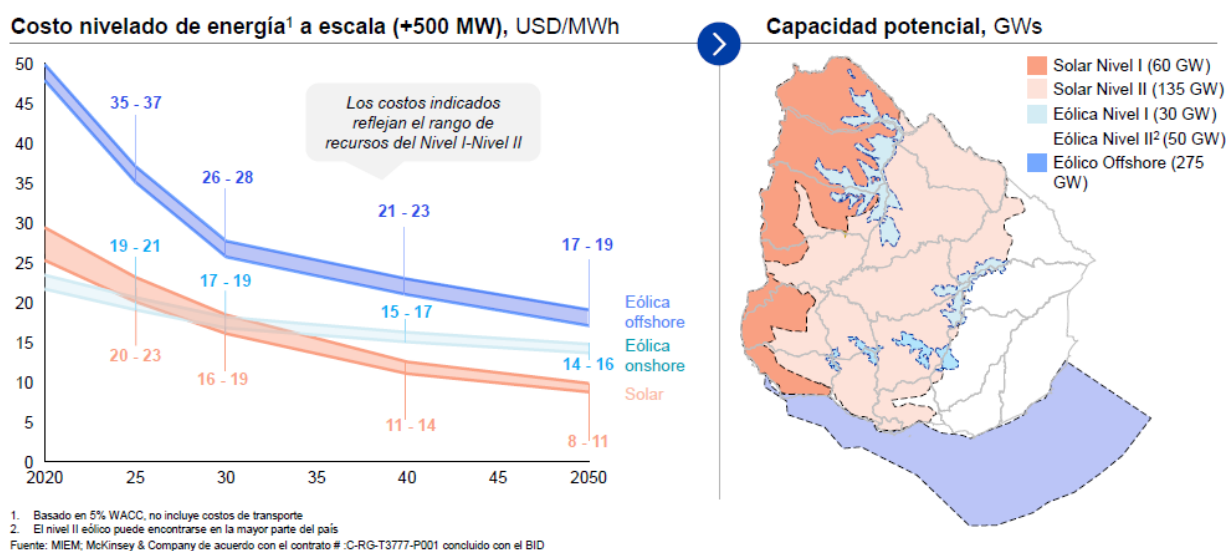 Costo nivelado de energía¹ a escala (+500 MW), USD/MWh
50
45
40
35
30
25
20
15
10
5
0
2020
25
30
35
40
45
2050
35 - 37
26 - 28
21 - 23
17 - 19
19 - 21
17 - 19
15 - 17
14 - 16
20 - 23
16 - 19
11 - 14
8 - 11
Los costos indicados
reflejan el rango de
recursos del Nivel I-Nivel II
Eólica
offshore
Eólica
onshore
Solar
Capacidad potencial, GWs
Solar Nivel I (60 GW)
Solar Nivel II (135 GW)
Eólica Nivel I (30 GW)
Eólica Nivel II² (50 GW)
Eólico Offshore (275
GW)
1. Basado en 5% WACC, no incluye costos de transporte
2. El nivel II eólico puede encontrarse en la mayor parte del país
Fuente: MIEM; McKinsey & Company de acuerdo con el contrato # :C-RG-T3777-P001 concluido con el BID